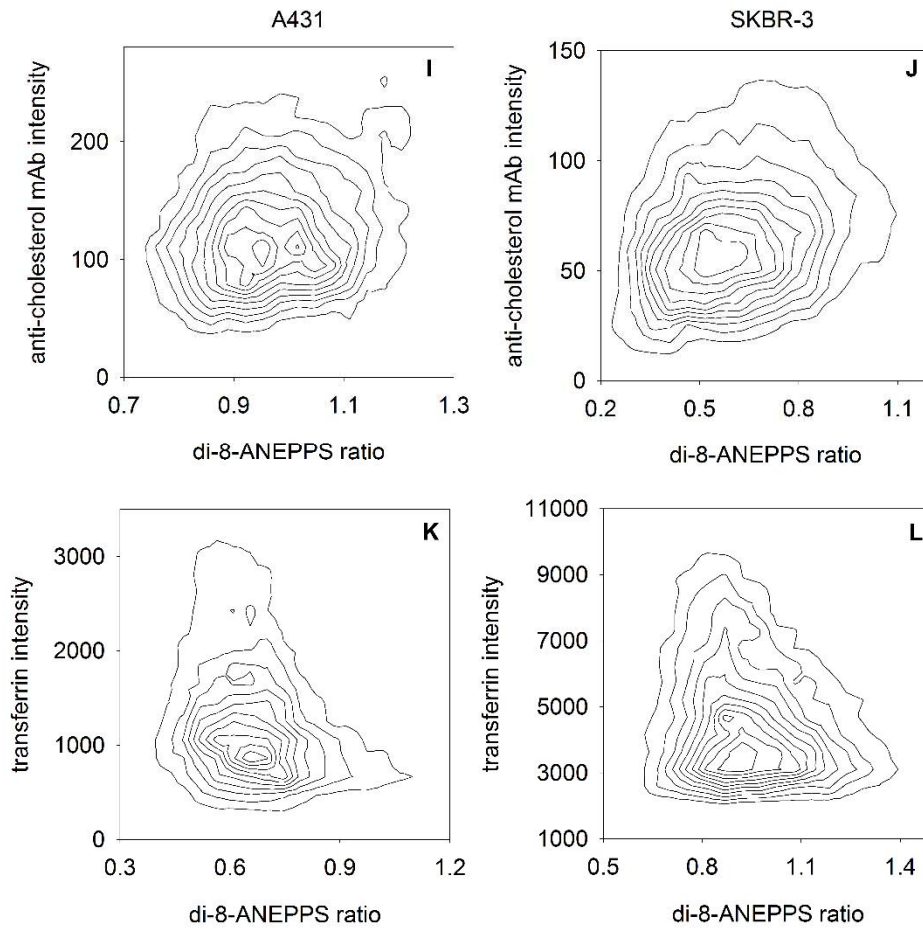 A431 SKBR-3
I J
anti-cholesterol mAb intensity
200
100
0
0.7 0.9 1.1 1.3
di-8-ANEPPS ratio
anti-cholesterol mAb intensity
150
100
50
0
0.2 0.5 0.8 1.1
di-8-ANEPPS ratio
K L
transferrin intensity
3000
2000
1000
0
0.3 0.6 0.9 1.2
di-8-ANEPPS ratio
transferrin intensity
11000
9000
7000
5000
3000
1000
0.5 0.8 1.1 1.4
di-8-ANEPPS ratio